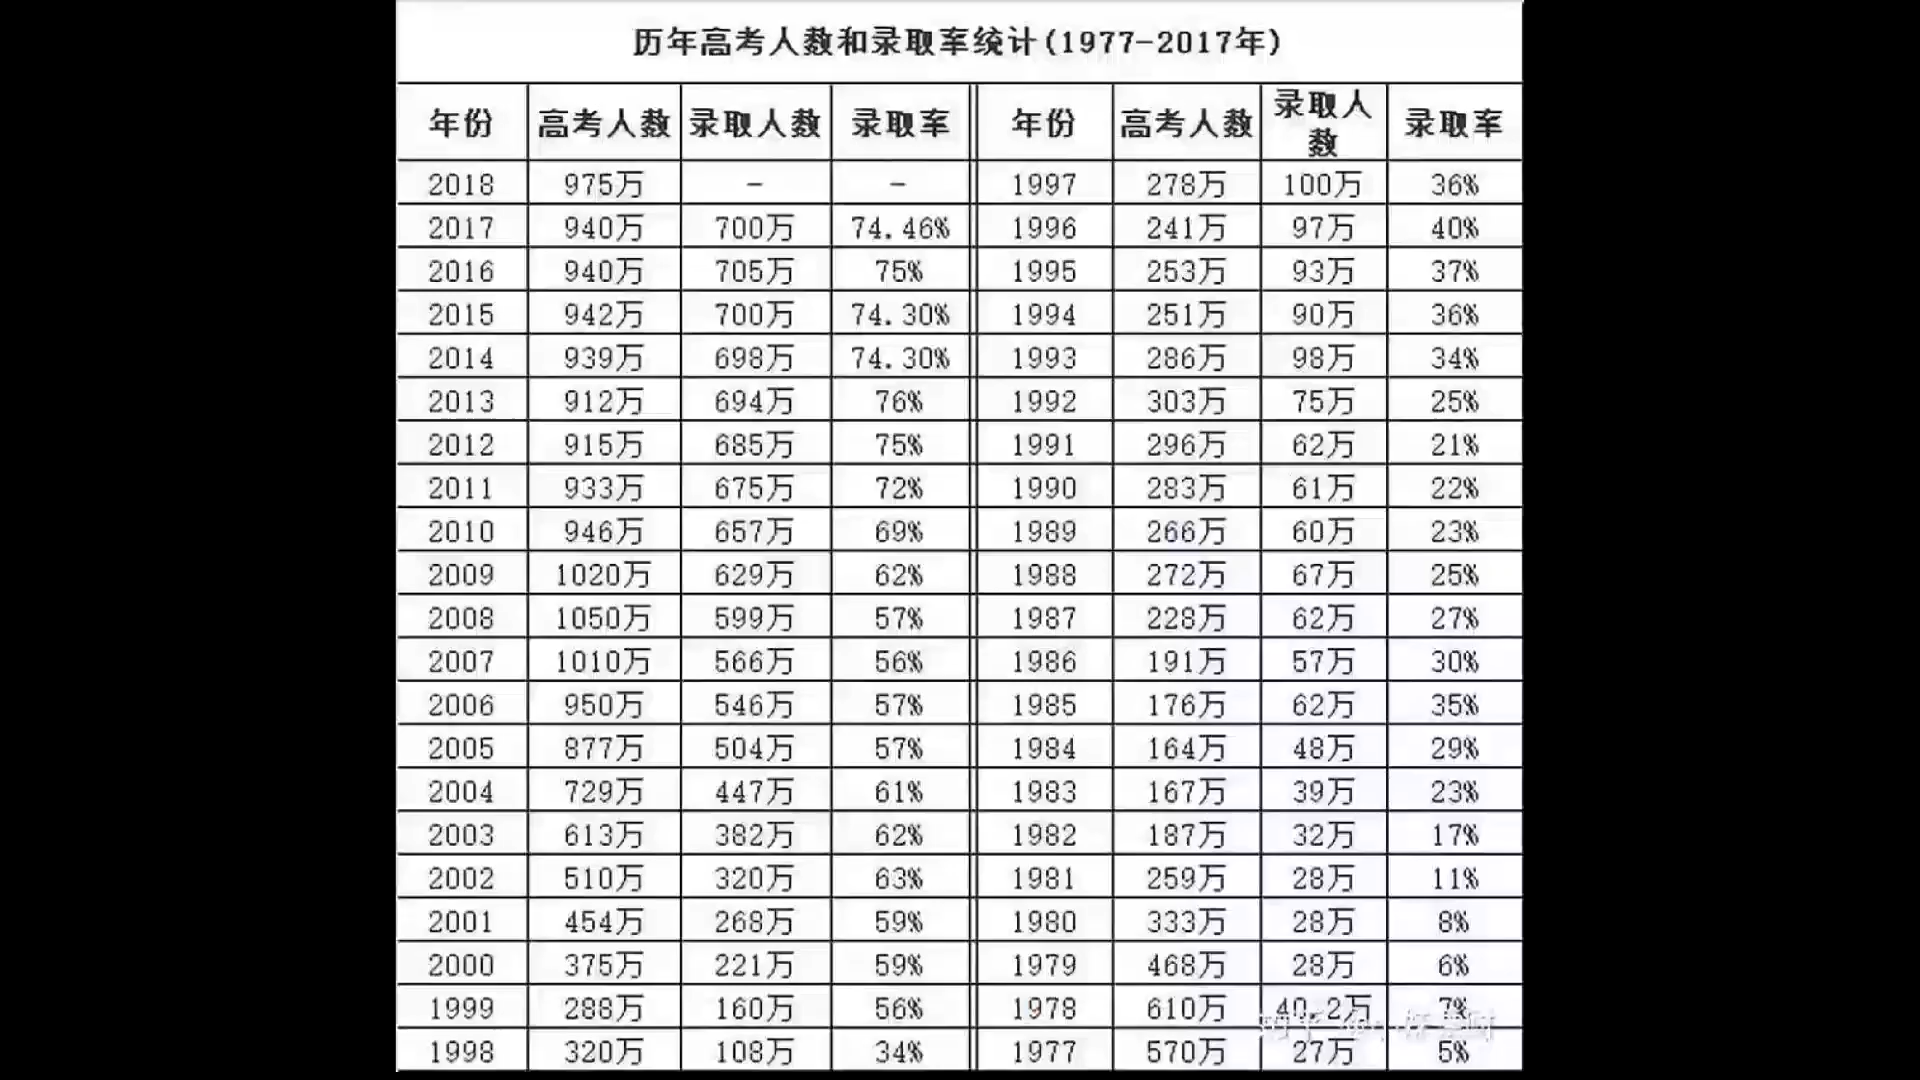 历年高考人数和录取率统计(1977-2017年)
年份 高考人数 录取人数 录取率 年份 高考人数 录取人数 录取率
2018 975万 - - 1997 278万 100万 36%
2017 940万 700万 74.46% 1996 241万 97万 40%
2016 940万 705万 75% 1995 253万 93万 37%
2015 942万 700万 74.30% 1994 251万 90万 36%
2014 939万 698万 74.30% 1993 286万 98万 34%
2013 912万 694万 76% 1992 303万 75万 25%
2012 915万 685万 75% 1991 296万 62万 21%
2011 933万 675万 72% 1990 283万 61万 22%
2010 946万 657万 69% 1989 266万 60万 23%
2009 1020万 629万 62% 1988 272万 67万 25%
2008 1050万 599万 57% 1987 228万 62万 27%
2007 1010万 566万 56% 1986 191万 57万 30%
2006 950万 546万 57% 1985 176万 62万 35%
2005 877万 504万 57% 1984 164万 48万 29%
2004 729万 447万 61% 1983 167万 39万 23%
2003 613万 382万 62% 1982 187万 32万 17%
2002 510万 320万 63% 1981 259万 28万 11%
2001 454万 268万 59% 1980 333万 28万 8%
2000 375万 221万 59% 1979 468万 28万 6%
1999 288万 160万 56% 1978 610万 40.2万 7%
1998 320万 108万 34% 1977 570万 27万 5%